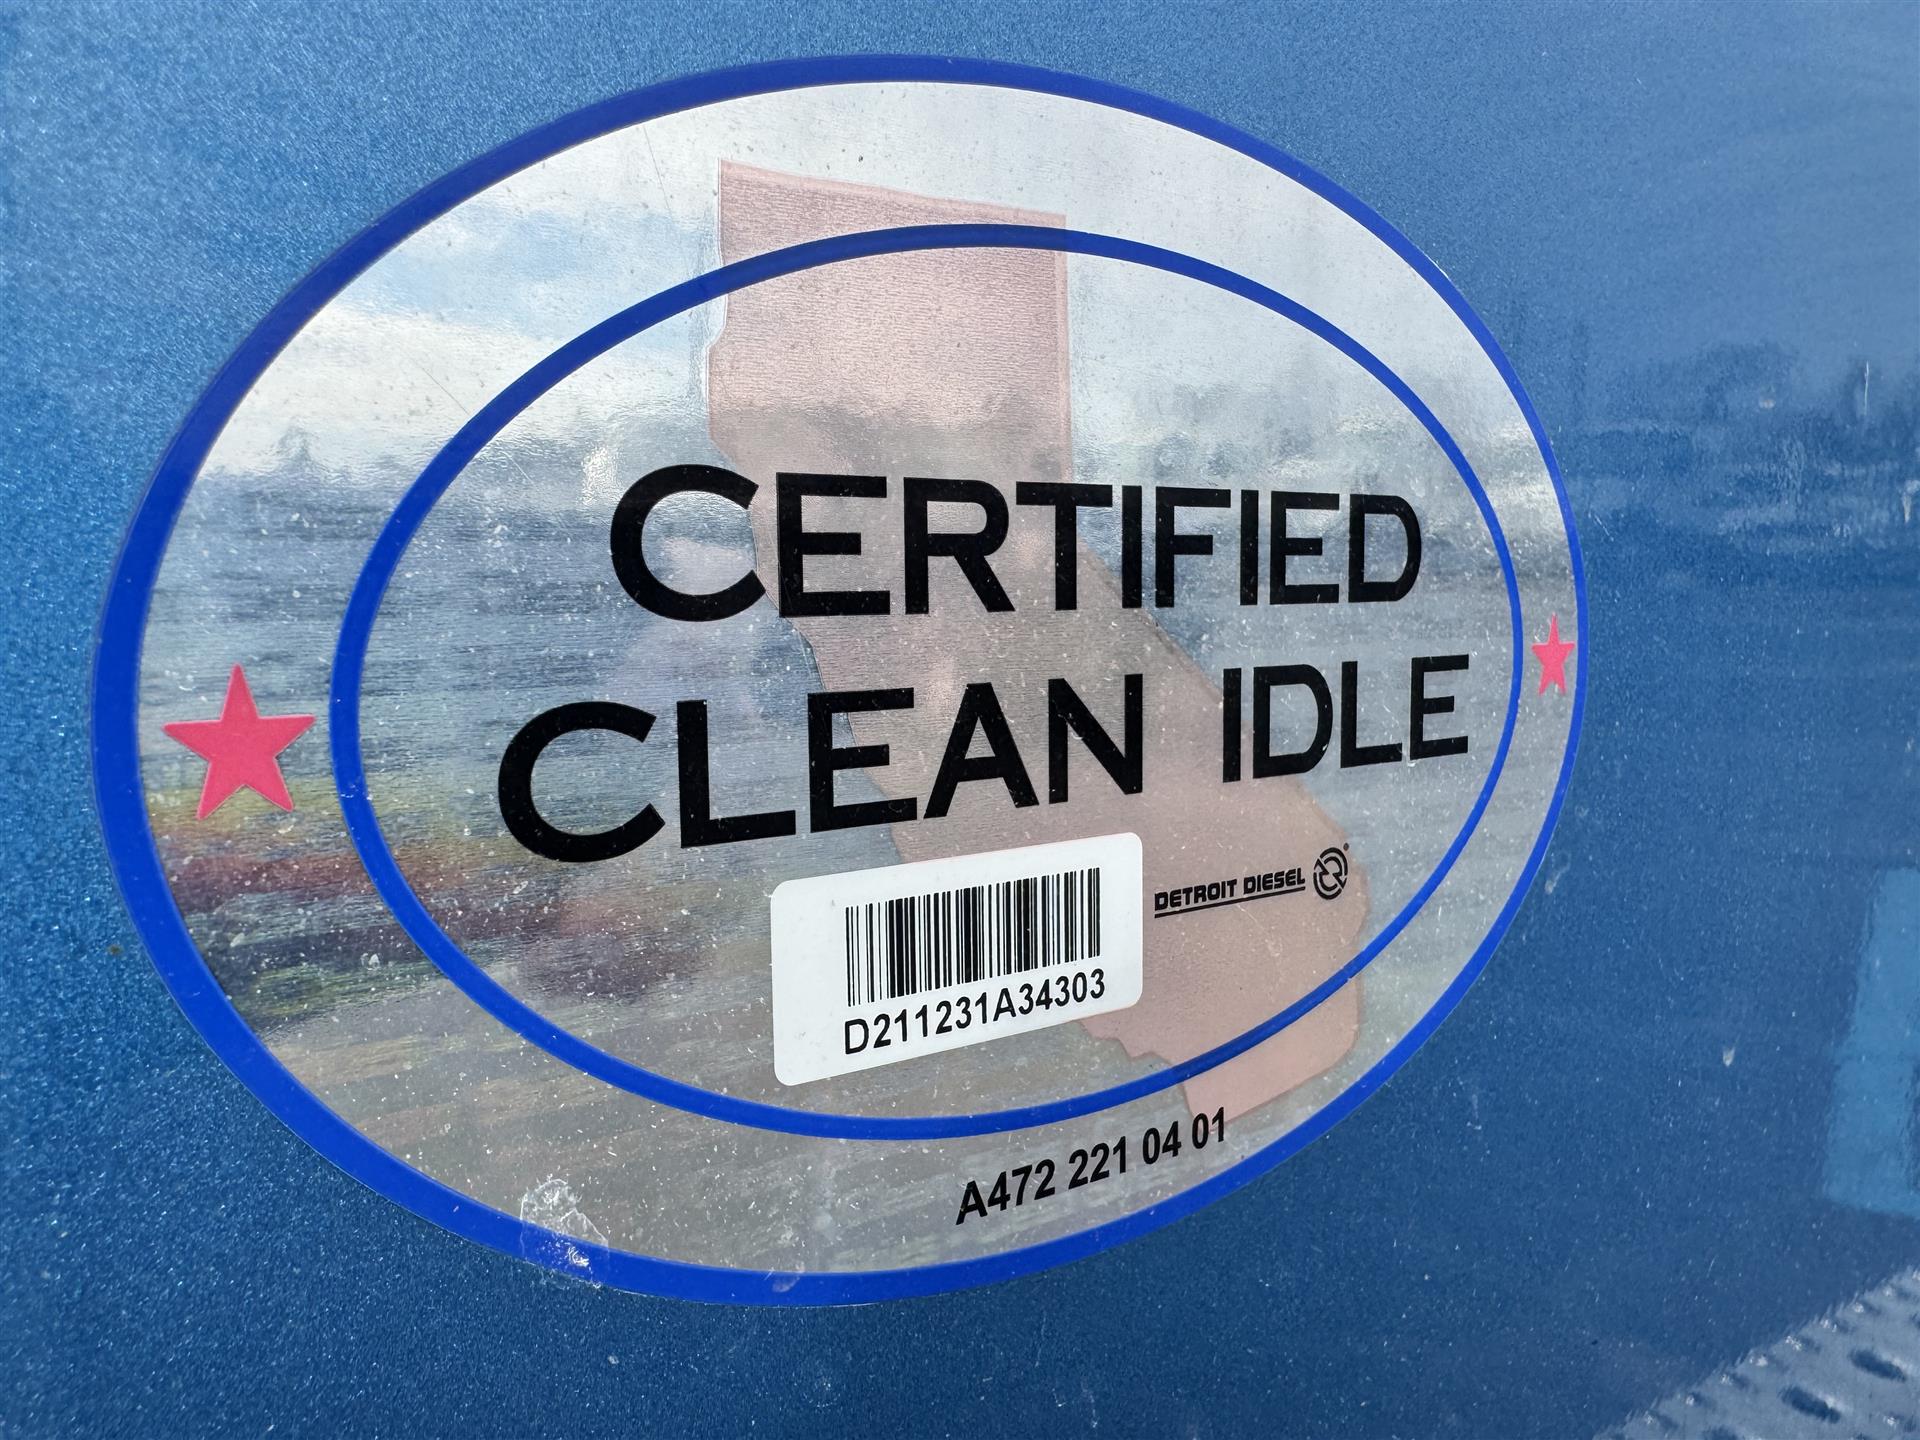 CERTIFIED
CLEAN IDLE
DETROIT DIESEL
D211231A34303
A472 221 04 01